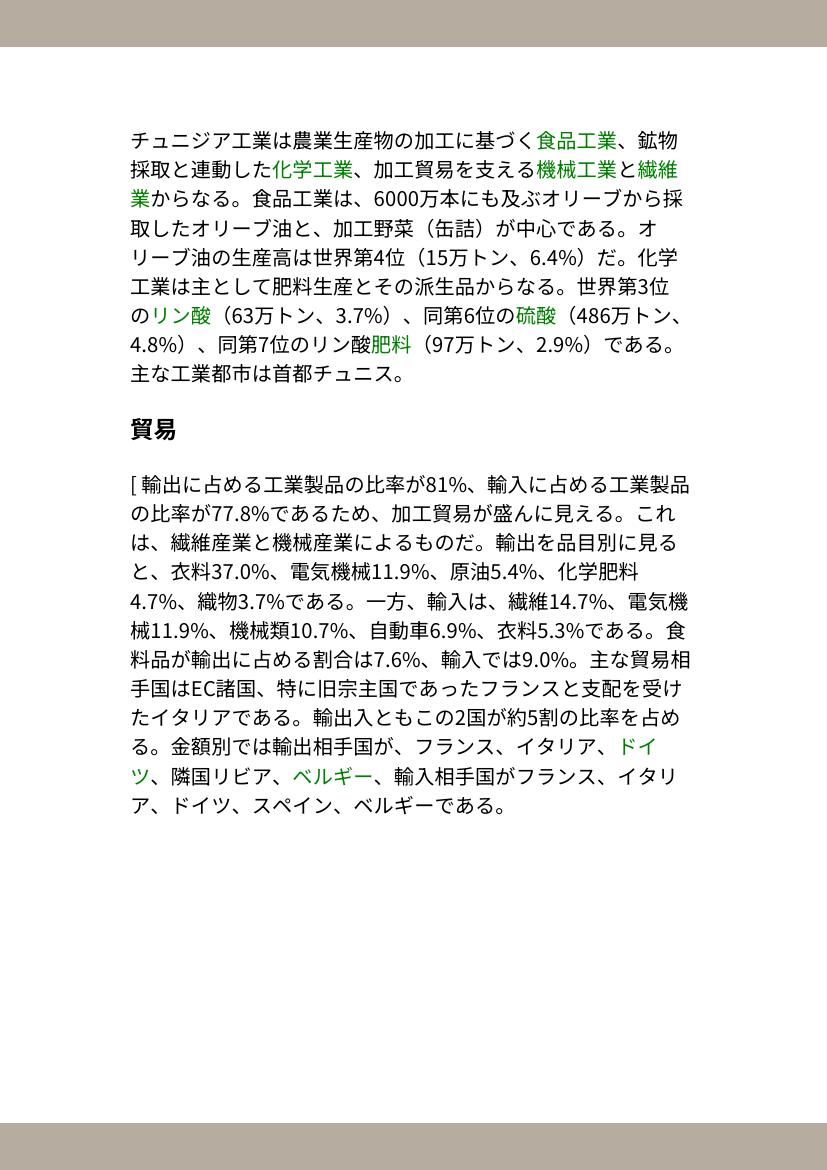 チュニジア工業は農業生産物の加工に基づく食品工業、鉱物
採取と連動した化学工業、加工貿易を支える機械工業と繊維
業からなる。食品工業は、6000万本にも及ぶオリーブから採
取したオリーブ油と、加工野菜（缶詰）が中心である。オ
リーブ油の生産高は世界第4位（15万トン、6.4%）だ。化学
工業は主として肥料生産とその派生品からなる。世界第3位
のリン酸（63万トン、3.7%）、同第6位の硫酸（486万トン、
4.8%）、同第7位のリン酸肥料（97万トン、2.9%）である。
主な工業都市は首都チュニス。
貿易
[ 輸出に占める工業製品の比率が81%、輸入に占める工業製品
の比率が77.8%であるため、加工貿易が盛んに見える。これ
は、繊維産業と機械産業によるものだ。輸出を品目別に見る
と、衣料37.0%、電気機械11.9%、原油5.4%、化学肥料
4.7%、織物3.7%である。一方、輸入は、繊維14.7%、電気機
械11.9%、機械類10.7%、自動車6.9%、衣料5.3%である。食
料品が輸出に占める割合は7.6%、輸入では9.0%。主な貿易相
手国はEC諸国、特に旧宗主国であったフランスと支配を受け
たイタリアである。輸出入ともこの2国が約5割の比率を占め
る。金額別では輸出相手国が、フランス、イタリア、ドイ
ツ、隣国リビア、ベルギー、輸入相手国がフランス、イタリ
ア、ドイツ、スペイン、ベルギーである。